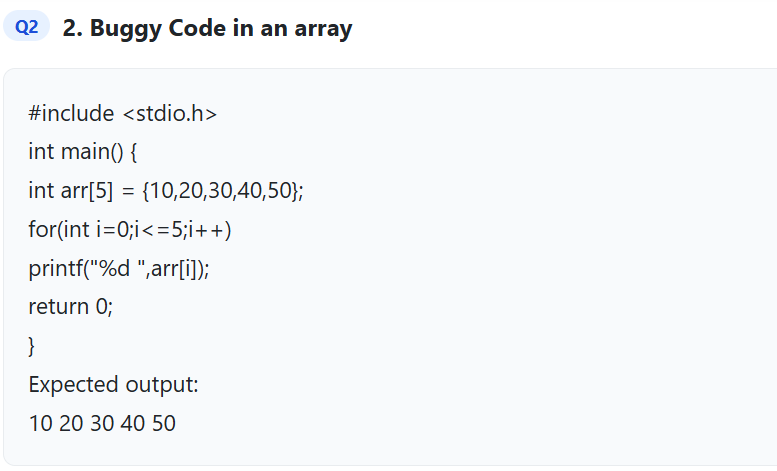 Q2 2. Buggy Code in an array
#include <stdio.h>
int main() {
int arr[5] = {10,20,30,40,50};
for(int i=0;i<=5;i++)
printf("%d ",arr[i]);
return 0;
}
Expected output:
10 20 30 40 50